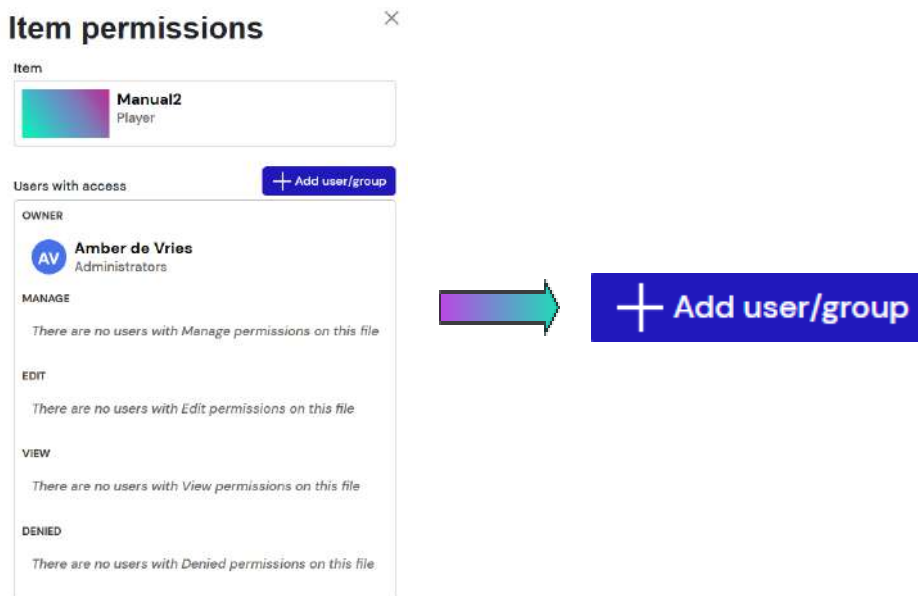 Item permissions
Item
Manual2
Player
Users with access
Add user/group
OWNER
AV
Amber de Vries
Administrators
MANAGE
There are no users with Manage permissions on this file
EDIT
There are no users with Edit permissions on this file
VIEW
There are no users with View permissions on this file
DENIED
There are no users with Denied permissions on this file
Add user/group